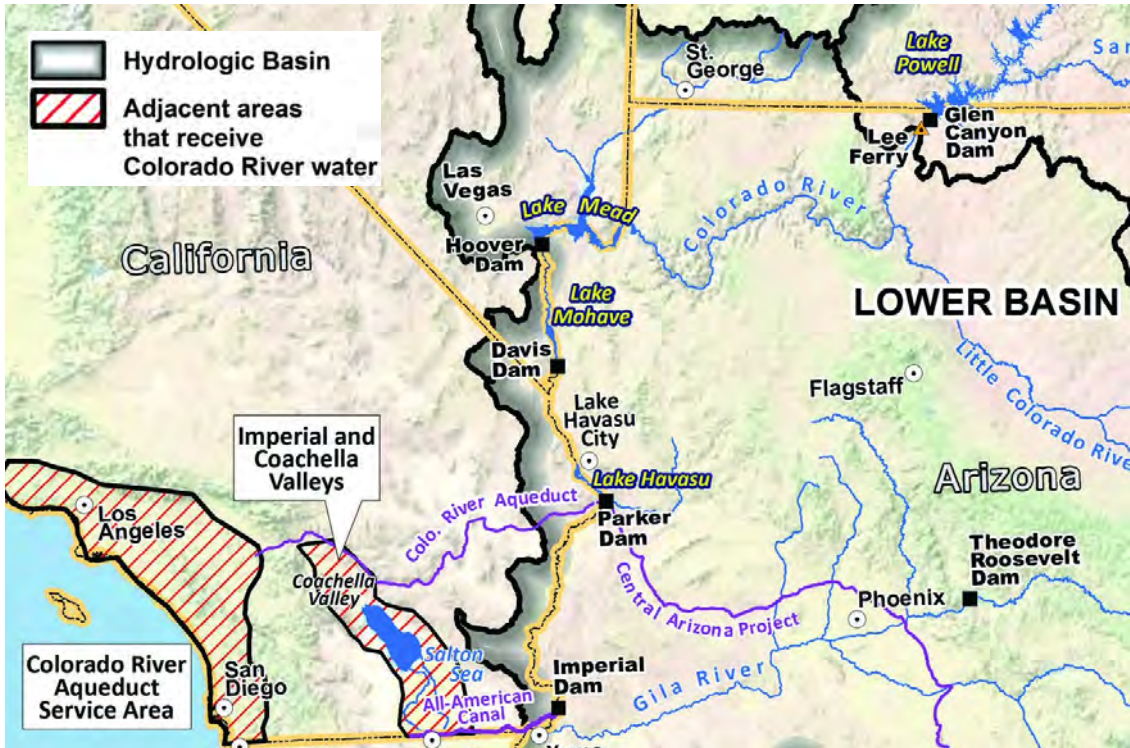 Hydrologic Basin
Adjacent areas
that receive
Colorado River water
St.
George
Lake
Powell
San
Glen
Canyon
Dam
Lee
Ferry
Las
Vegas
Lake Mead
Colorado River
Hoover
Dam
California
Lake
Mohave
LOWER BASIN
Davis
Dam
Flagstaff
Little Colorado River
Lake
Havasu
City
Imperial and
Coachella
Valleys
Lake Havasu
Arizona
Los
Angeles
Colo. River Aqueduct
Parker
Dam
Theodore
Roosevelt
Dam
Coachella
Valley
Central Arizona Project
Phoenix
Colorado River
Aqueduct
Service Area
San
Diego
Salton
Sea
Imperial
Dam
Gila River
All-American
Canal